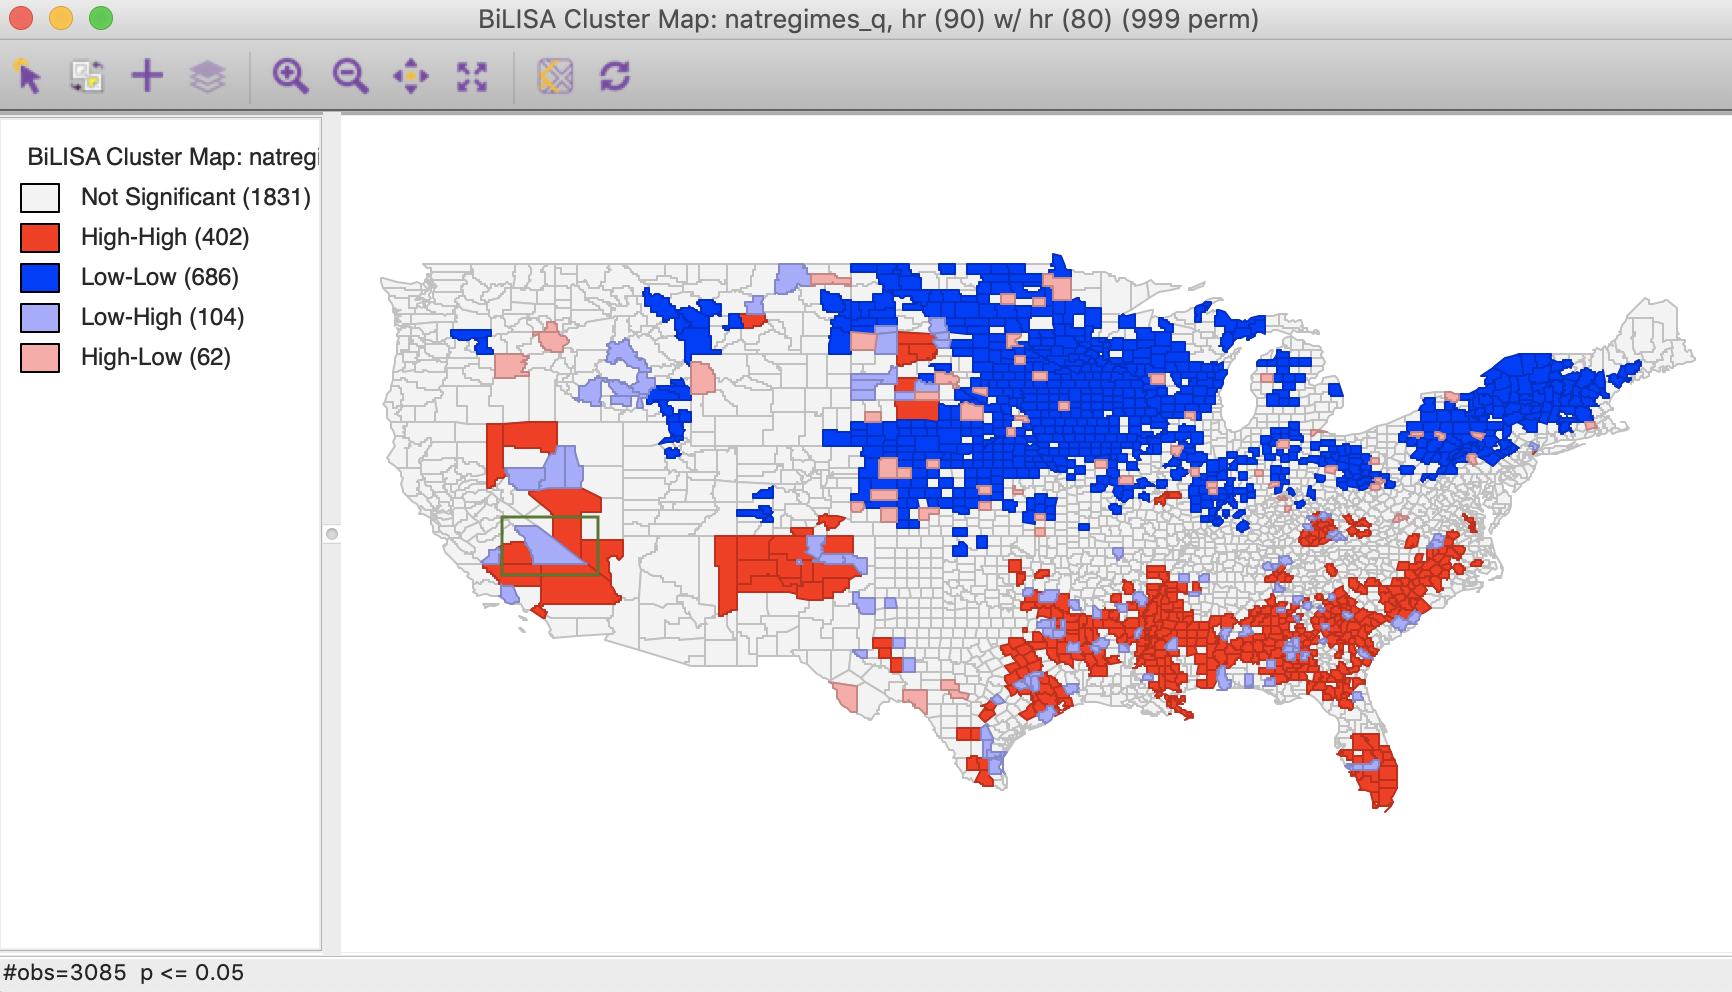 BiLISA Cluster Map: natregimes_q, hr (90) w/ hr (80) (999 perm)
BiLISA Cluster Map: natregi
Not Significant (1831)
High-High (402)
Low-Low (686)
Low-High (104)
High-Low (62)
#obs=3085 p <= 0.05